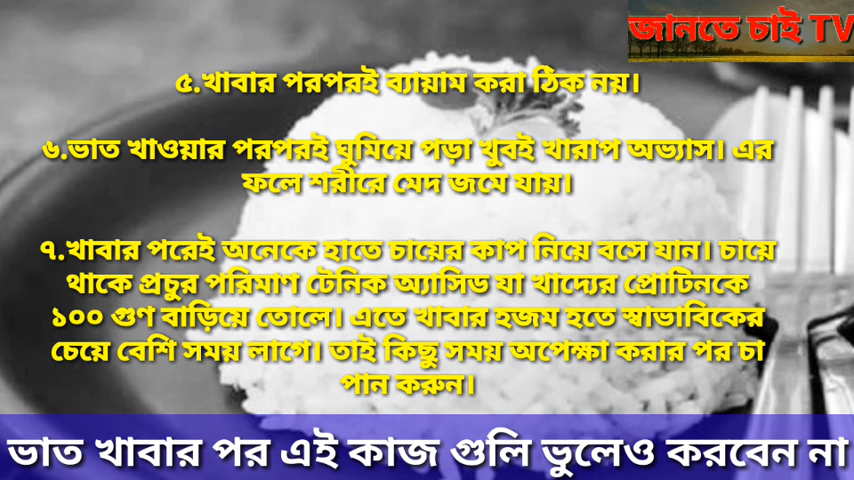 জানতে চাই TV
৫.খাবার পরপরই ব্যায়াম করা ঠিক নয়।
৬.ভাত খাওয়ার পরপরই ঘুমিয়ে পড়া খুবই খারাপ অভ্যাস। এর
ফলে শরীরে মেদ জমে যায়।
৭.খাবার পরেই অনেকে হাতে চায়ের কাপ নিয়ে বসে যান। চায়ে
থাকে প্রচুর পরিমাণ টেনিক অ্যাসিড যা খাদ্যের প্রোটিনকে
১০০ গুণ বাড়িয়ে তোলে। এতে খাবার হজম হতে স্বাভাবিকের
চেয়ে বেশি সময় লাগে। তাই কিছু সময় অপেক্ষা করার পর চা
পান করুন।
ভাত খাবার পর এই কাজ গুলি ভুলেও করবেন না